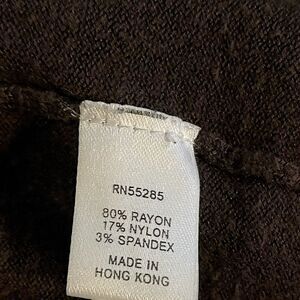 RN55285
80% RAYON
17% NYLON
3% SPANDEX
MADE IN
HONG KONG